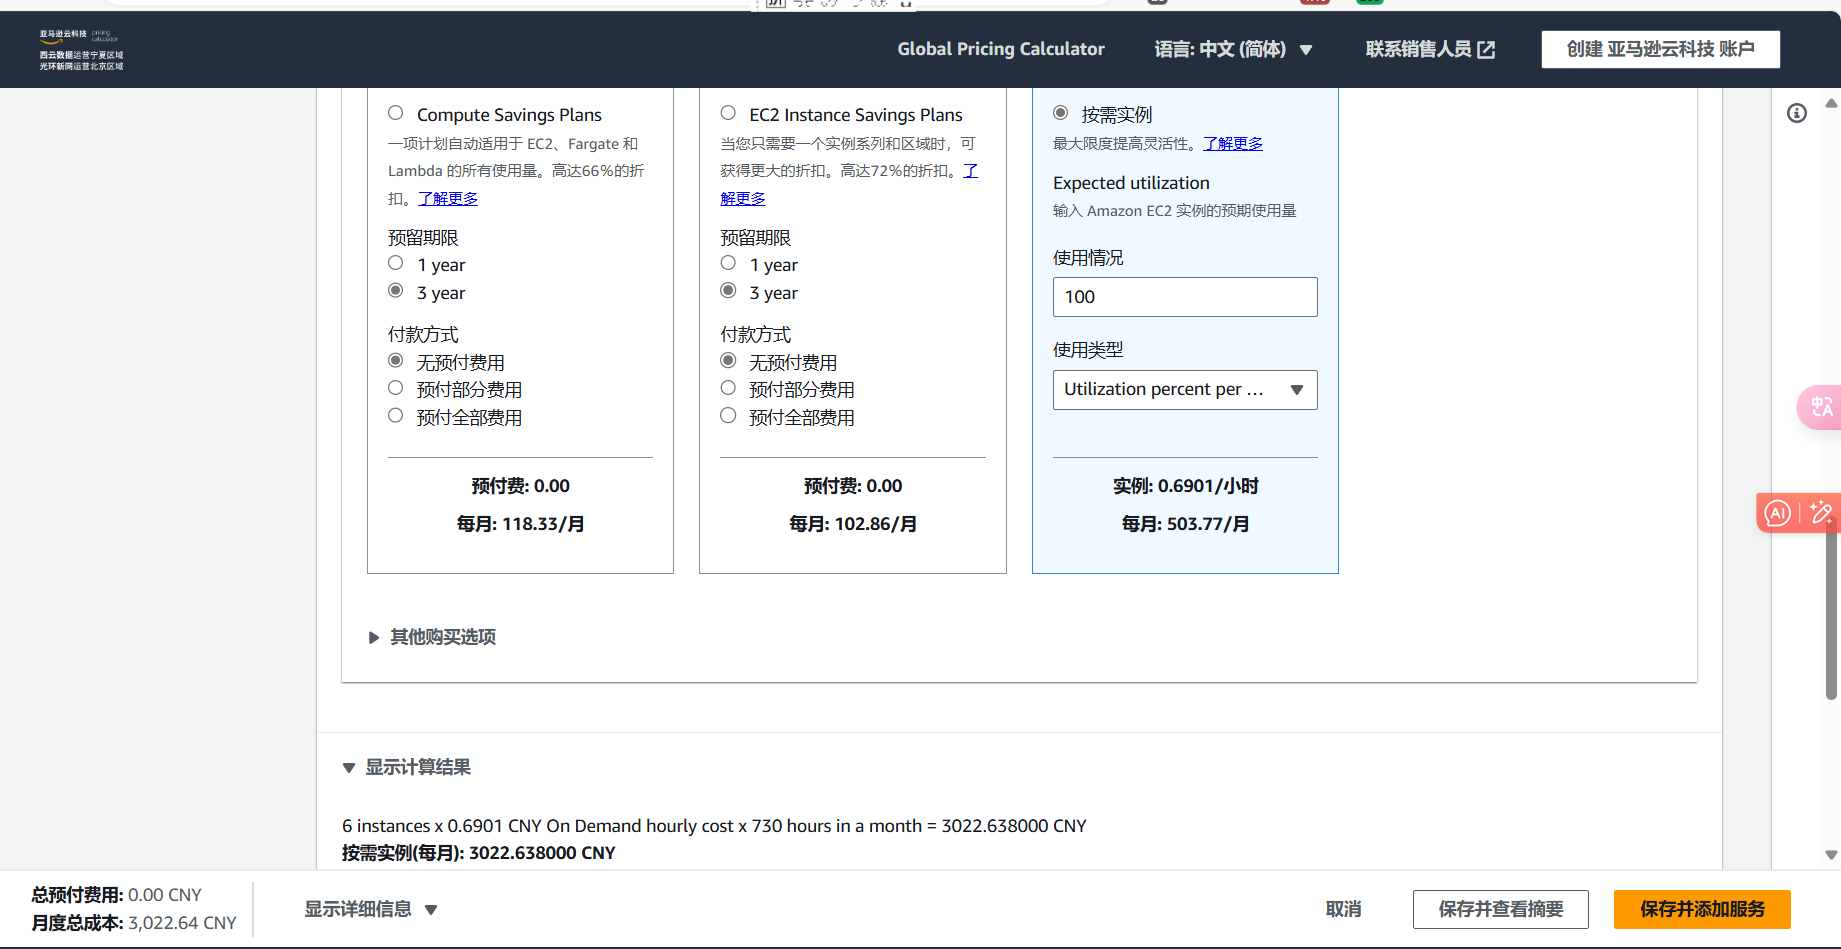 亚马逊云科技 pricing calculator
西云数据运营宁夏区域
光环新网运营北京区域
Global Pricing Calculator
语言: 中文 (简体)
联系销售人员
创建 亚马逊云科技 账户
Compute Savings Plans
一项计划自动适用于 EC2、Fargate 和
Lambda 的所有使用量。高达66%的折
扣。了解更多
预留期限
1 year
3 year
付款方式
无预付费用
预付部分费用
预付全部费用
预付费: 0.00
每月: 118.33/月
EC2 Instance Savings Plans
当您只需要一个实例系列和区域时，可
获得更大的折扣。高达72%的折扣。了
解更多
预留期限
1 year
3 year
付款方式
无预付费用
预付部分费用
预付全部费用
预付费: 0.00
每月: 102.86/月
按需实例
最大限度提高灵活性。了解更多
Expected utilization
输入 Amazon EC2 实例的预期使用量
使用情况
100
使用类型
Utilization percent per ...
实例: 0.6901/小时
每月: 503.77/月
其他购买选项
显示计算结果
6 instances x 0.6901 CNY On Demand hourly cost x 730 hours in a month = 3022.638000 CNY
按需实例(每月): 3022.638000 CNY
总预付费用: 0.00 CNY
月度总成本: 3,022.64 CNY
显示详细信息
取消
保存并查看摘要
保存并添加服务
中 A
AI